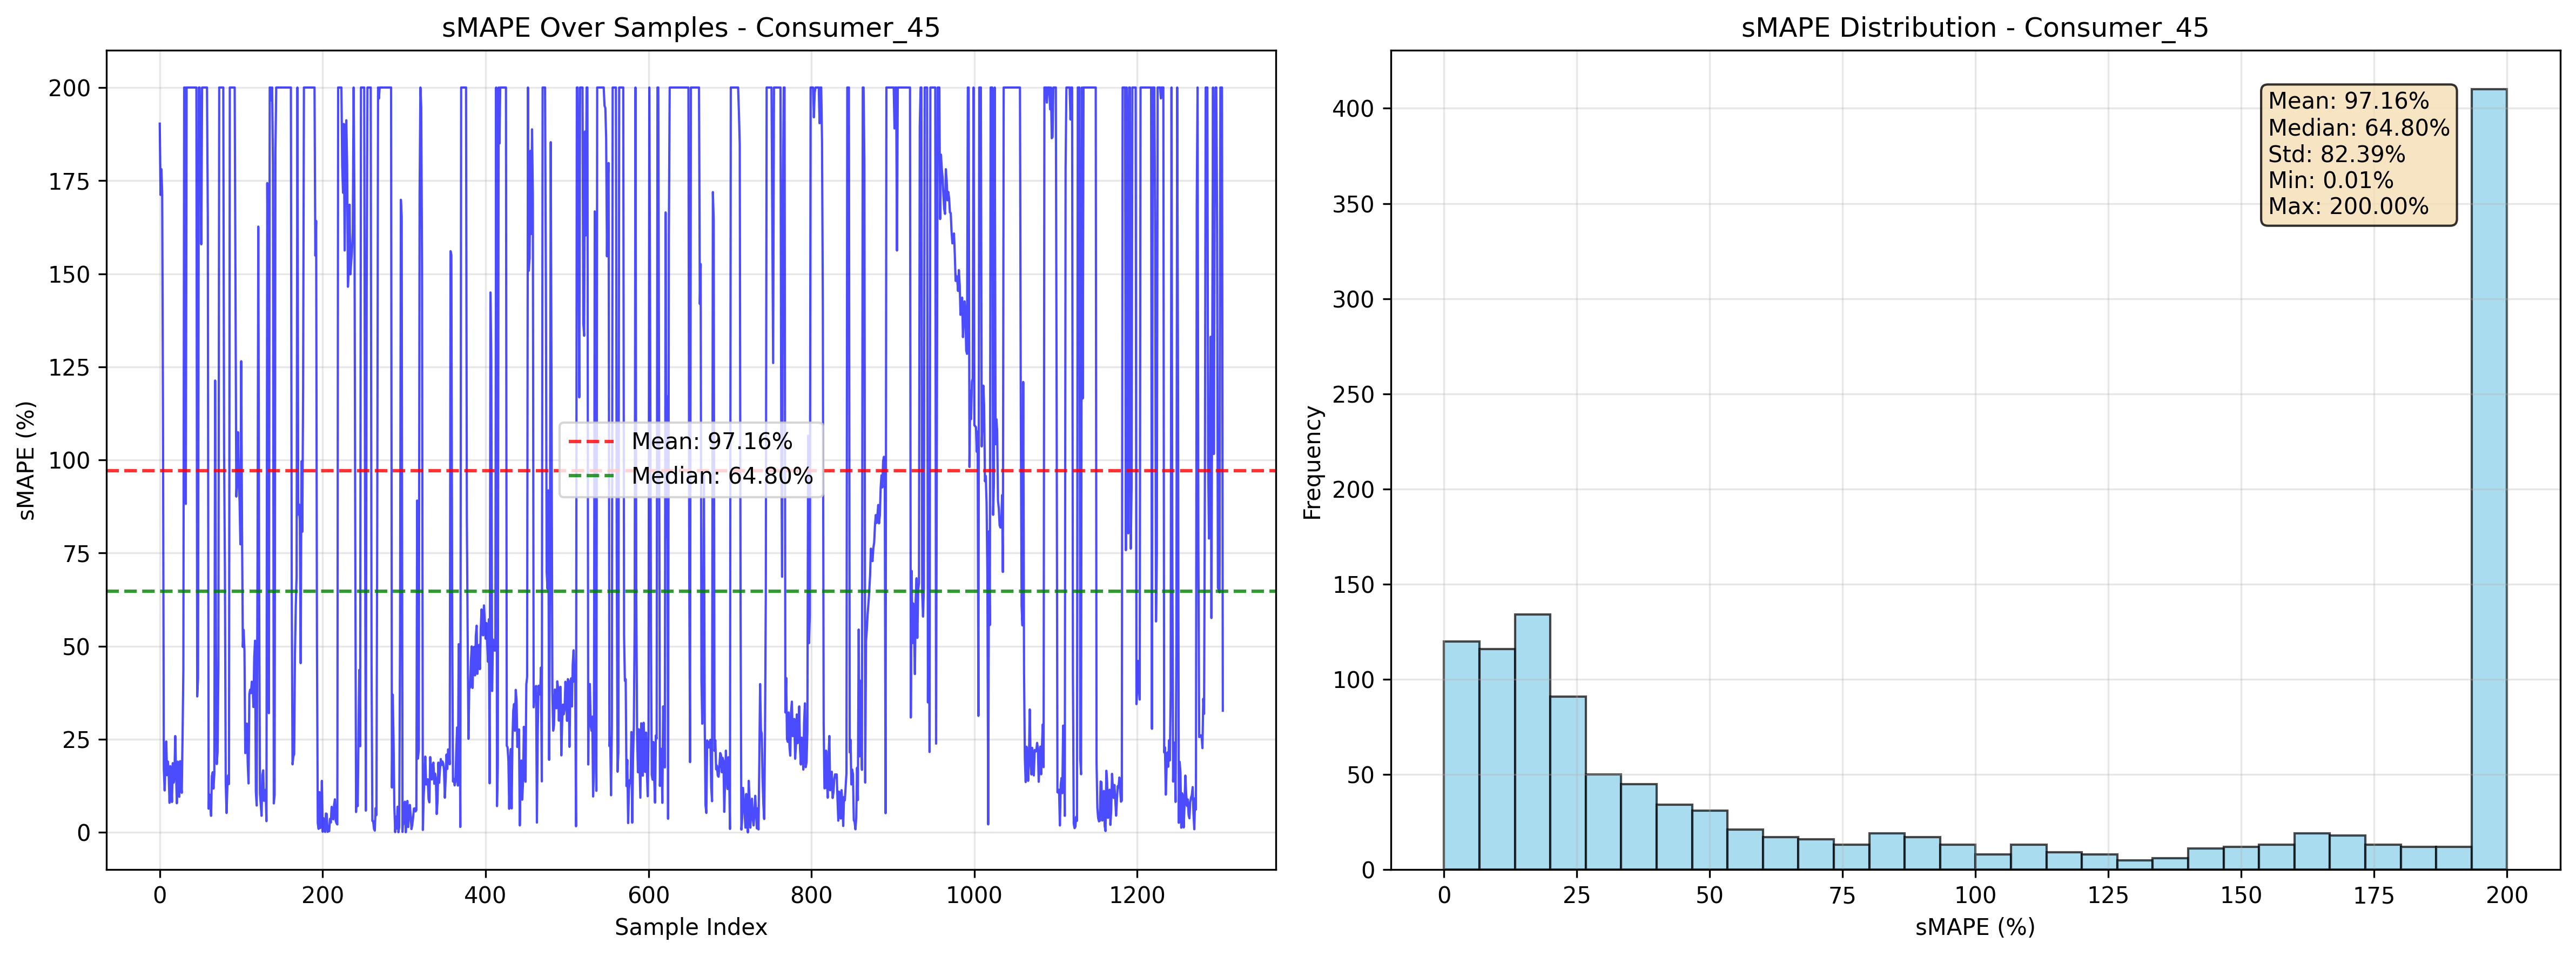 sMAPE Over Samples - Consumer_45
200
175
150
125
100
75
50
25
0
sMAPE (%)
Mean: 97.16%
Median: 64.80%
0
200
400
600
800
1000
1200
Sample Index
sMAPE Distribution - Consumer_45
400
350
300
250
200
150
100
50
0
Frequency
Mean: 97.16%
Median: 64.80%
Std: 82.39%
Min: 0.01%
Max: 200.00%
0
25
50
75
100
125
150
175
200
sMAPE (%)